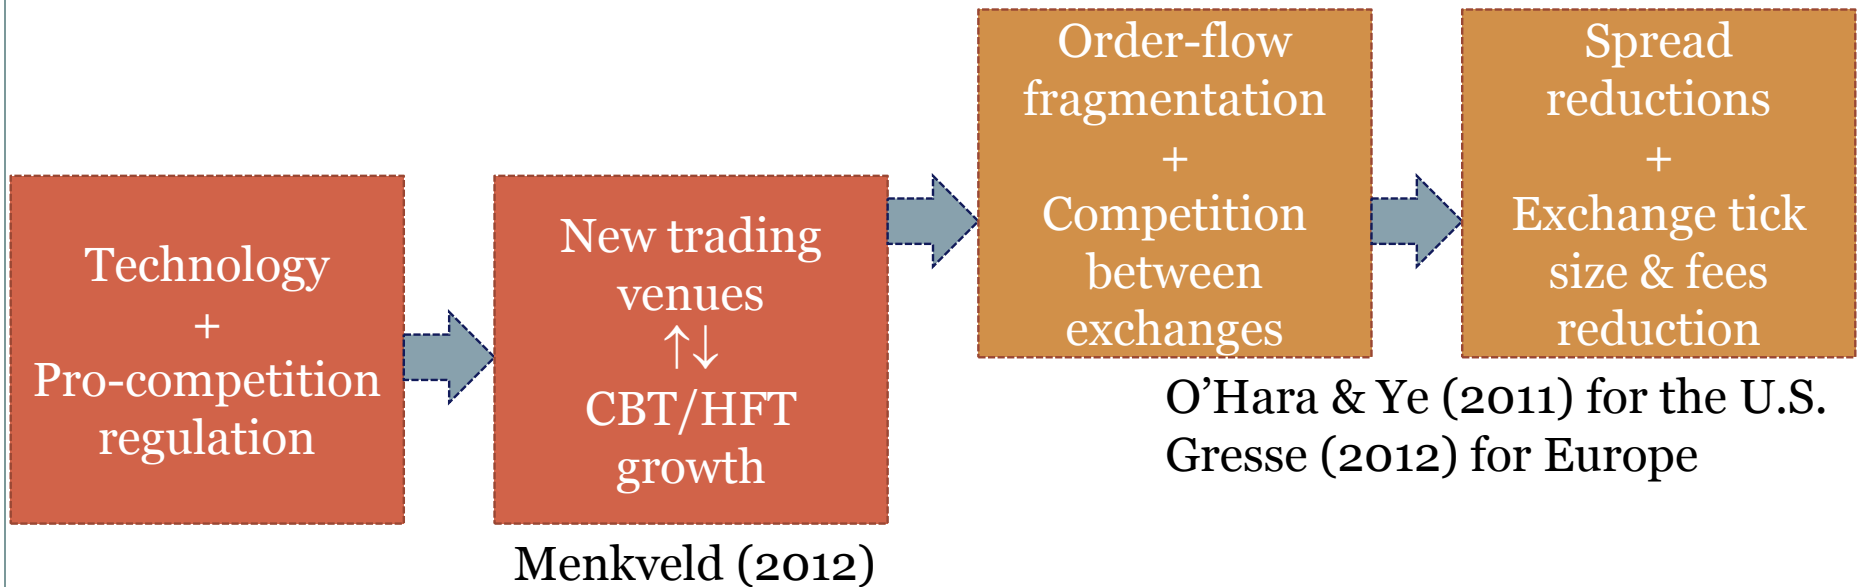 Technology
+
Pro-competition
regulation
New trading
venues
↑↓
CBT/HFT
growth
Menkveld (2012)
Order-flow
fragmentation
+
Competition
between
exchanges
Spread
reductions
+
Exchange tick
size & fees
reduction
O’Hara & Ye (2011) for the U.S.
Gresse (2012) for Europe